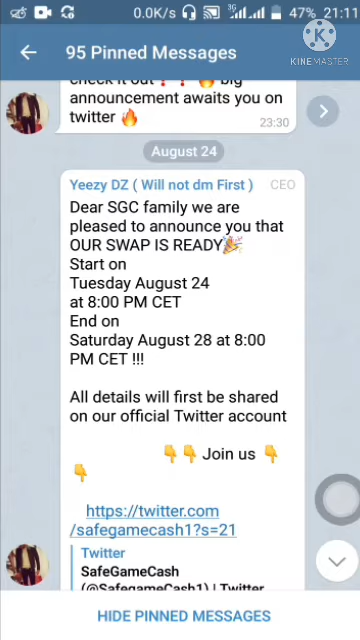 0.0K/s 3G 47% 21:11
KINEMASTER
95 Pinned Messages
check it out❗❗🔥 big
announcement awaits you on
twitter 🔥
23:30
August 24
Yeezy DZ ( Will not dm First ) CEO
Dear SGC family we are
pleased to announce you that
OUR SWAP IS READY🎉
Start on
Tuesday August 24
at 8:00 PM CET
End on
Saturday August 28 at 8:00
PM CET !!!
All details will first be shared
on our official Twitter account
👇👇 Join us 👇
👇
https://twitter.com
/safegamecash1?s=21
Twitter
SafeGameCash
(@SafeGameCash1) | Twitter
HIDE PINNED MESSAGES